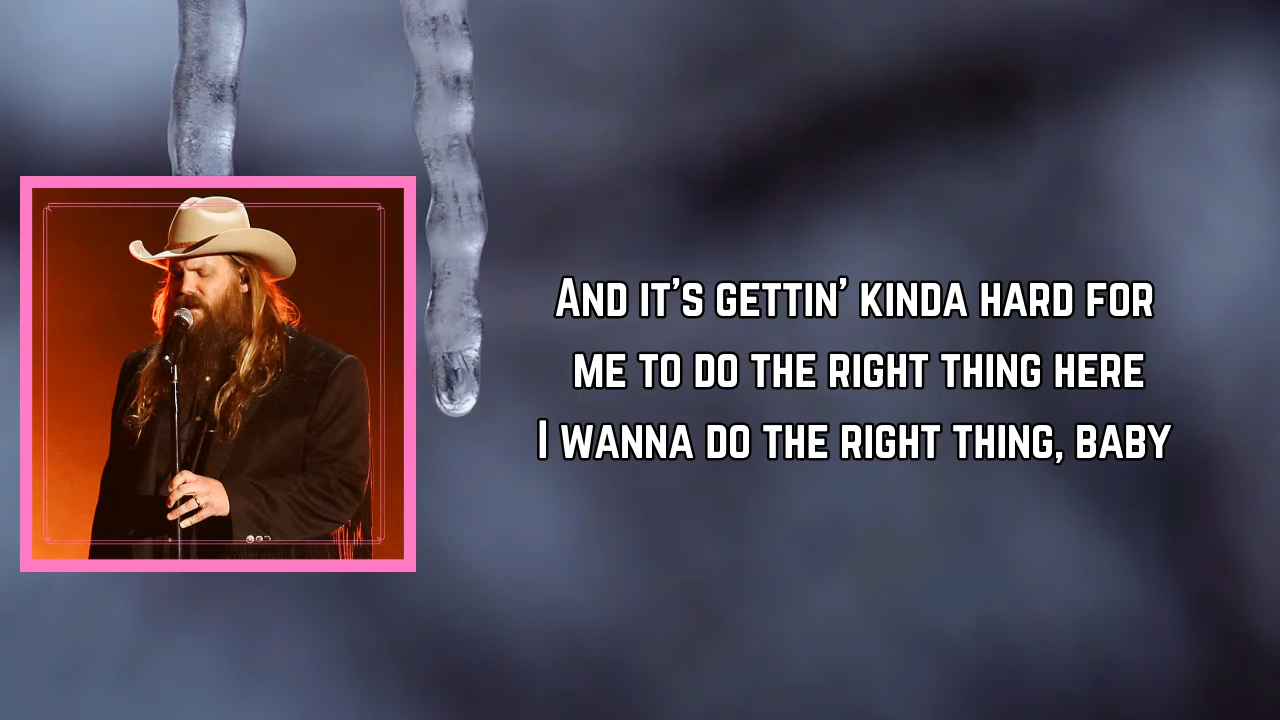 And it's gettin' kinda hard for
me to do the right thing here
I wanna do the right thing, baby